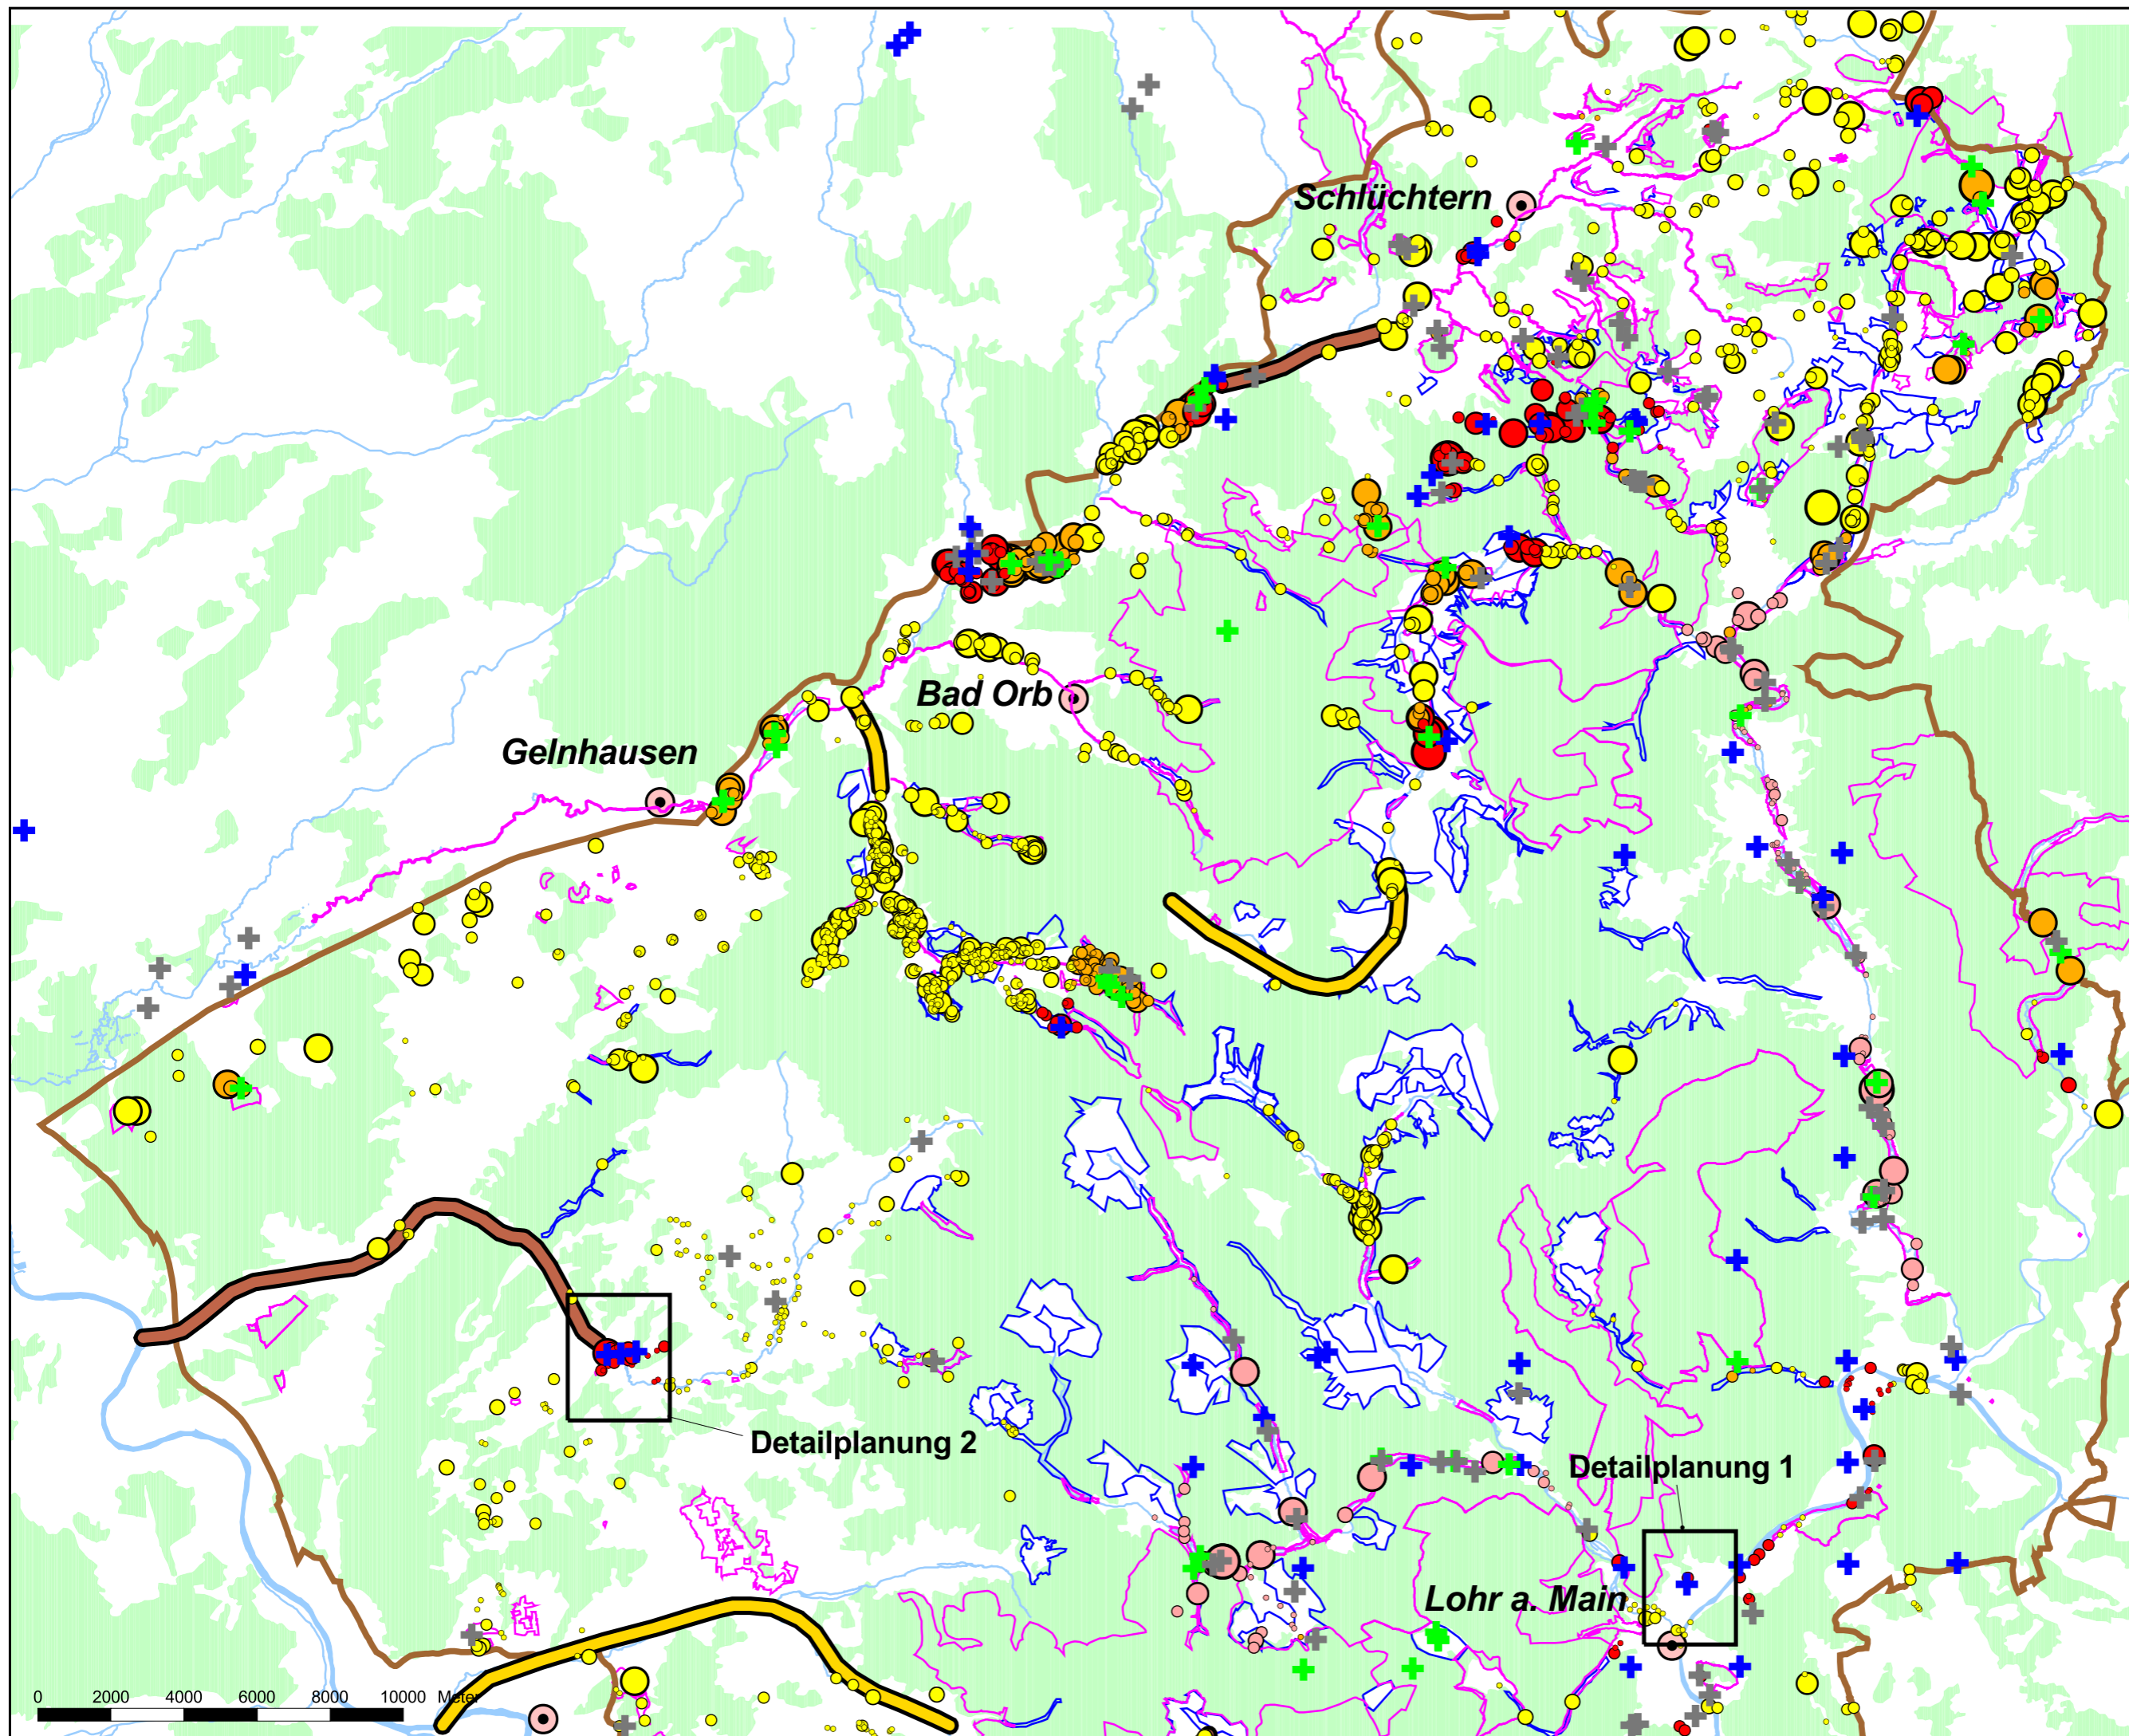 Schlüchtern
Bad Orb
Gelnhausen
Detailplanung 2
Detailplanung 1
Lohr a. Main
0 2000 4000 6000 8000 10000 Meter